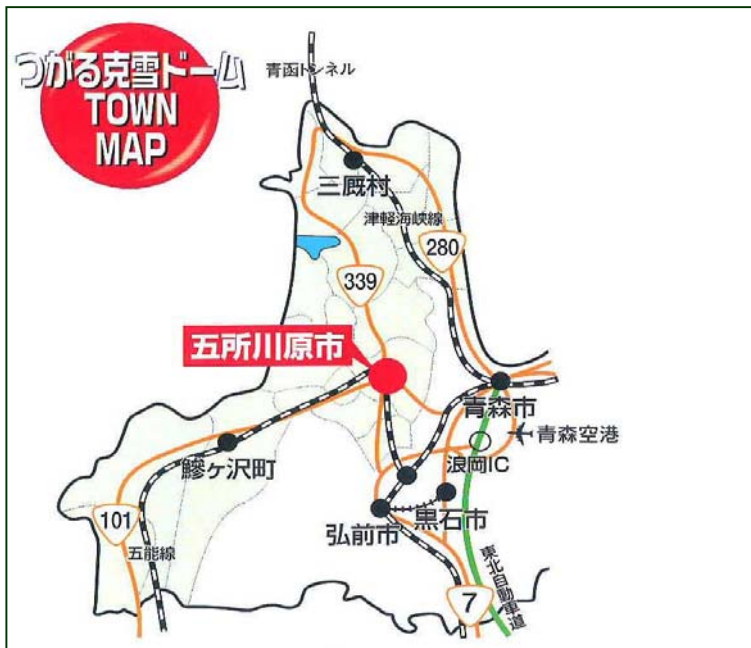 つがる克雪ドーム
TOWN
MAP
青函トンネル
三厩村
津軽海峡線
280
339
五所川原市
青森市
青森空港
浪岡IC
鰺ヶ沢町
黒石市
弘前市
101
五能線
7
東北自動車道